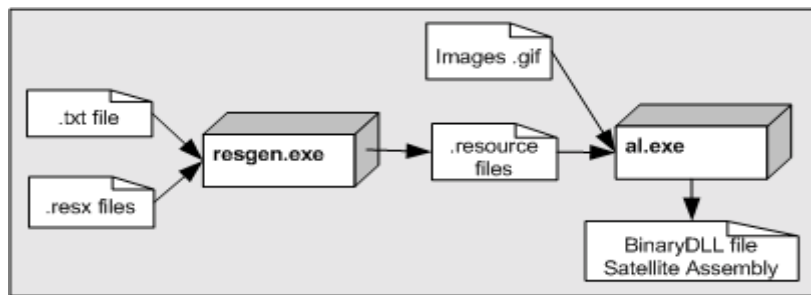 Images .gif
.txt file
resgen.exe
.resource
files
al.exe
.resx files
BinaryDLL file
Satellite Assembly